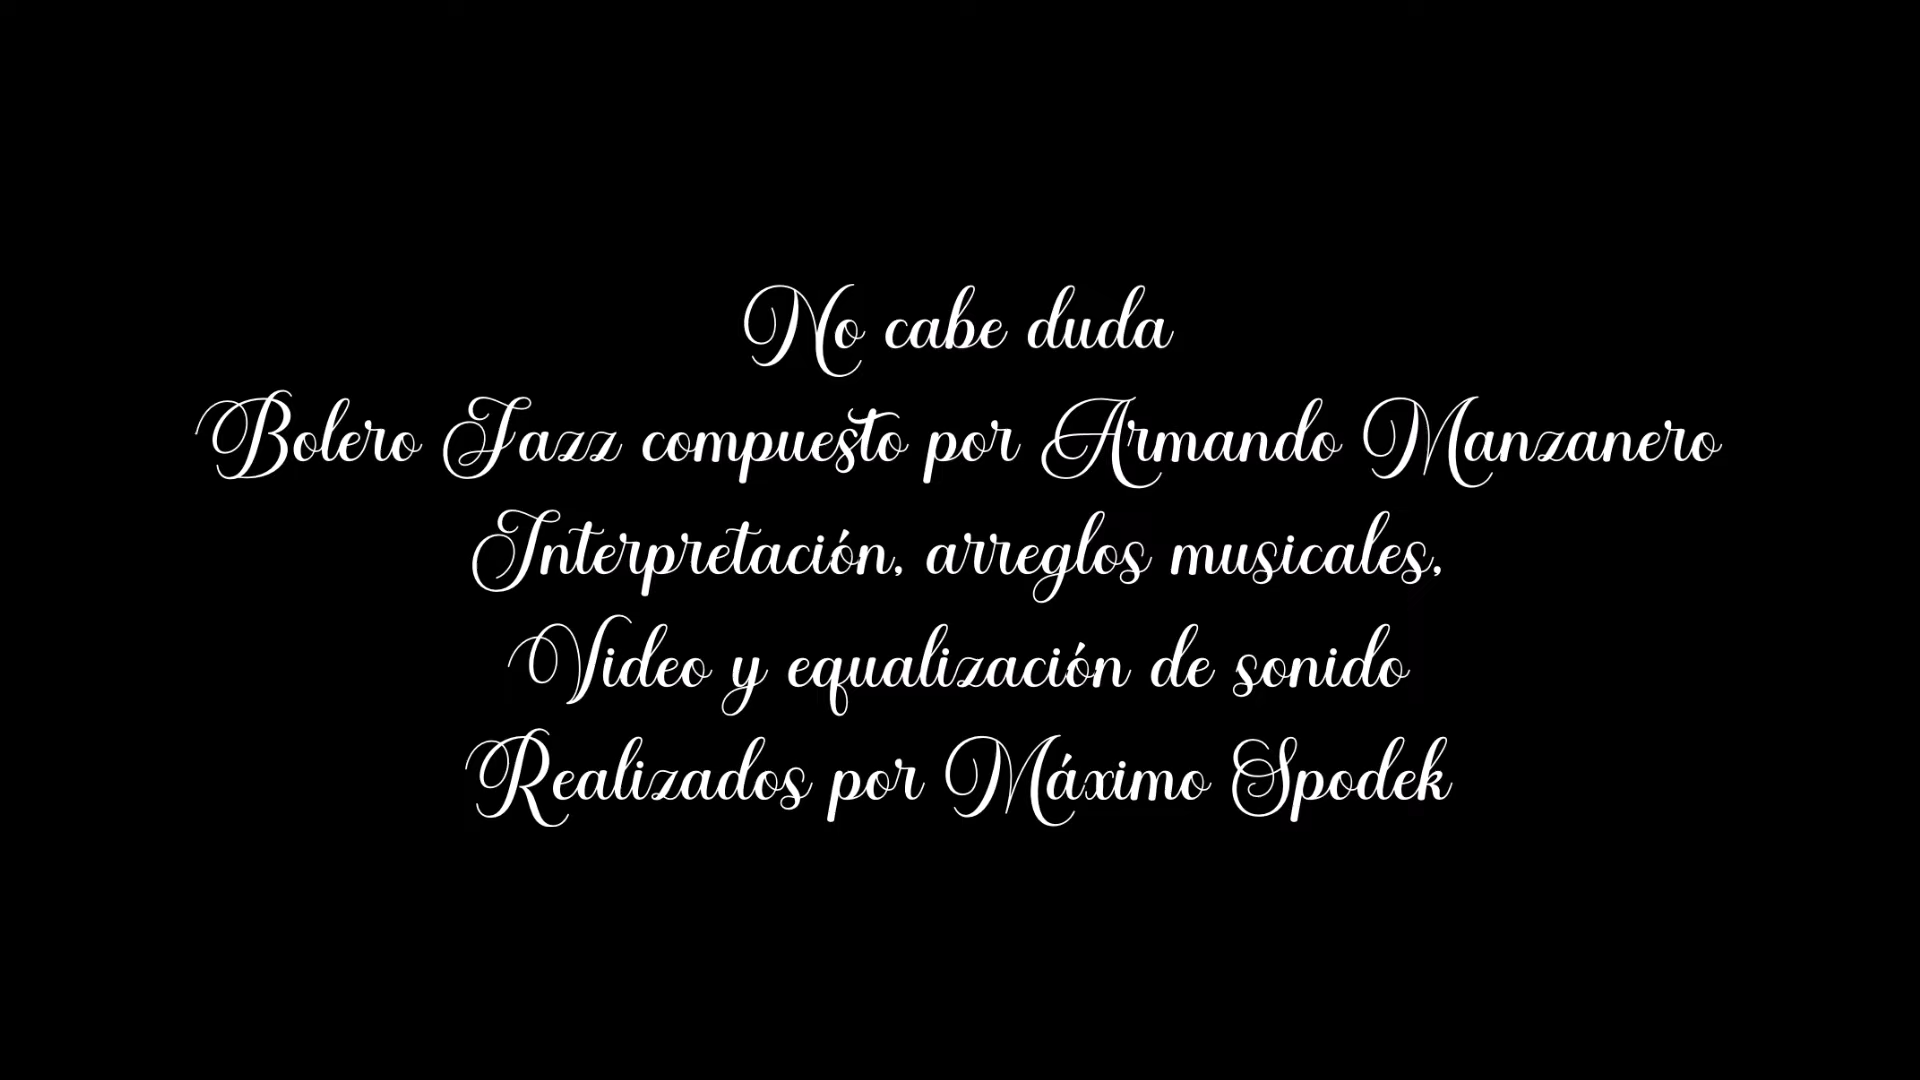 No cabe duda
Bolero Jazz compuesto por Armando Manzanero
Interpretación, arreglos musicales,
Video y equalización de sonido
Realizados por Máximo Spodek